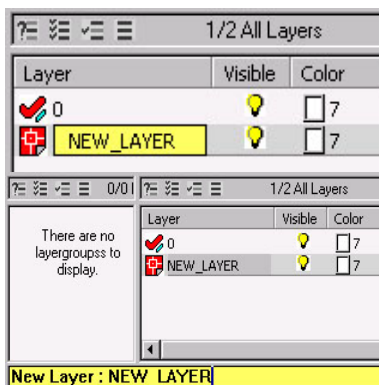 1/2 All Layers
Layer Visible Color
0 7
NEW_LAYER 7
0/0 1/2 All Layers
There are no
layergroupss to
display.
Layer Visible Color
0 7
NEW_LAYER 7
New Layer : NEW_LAYER